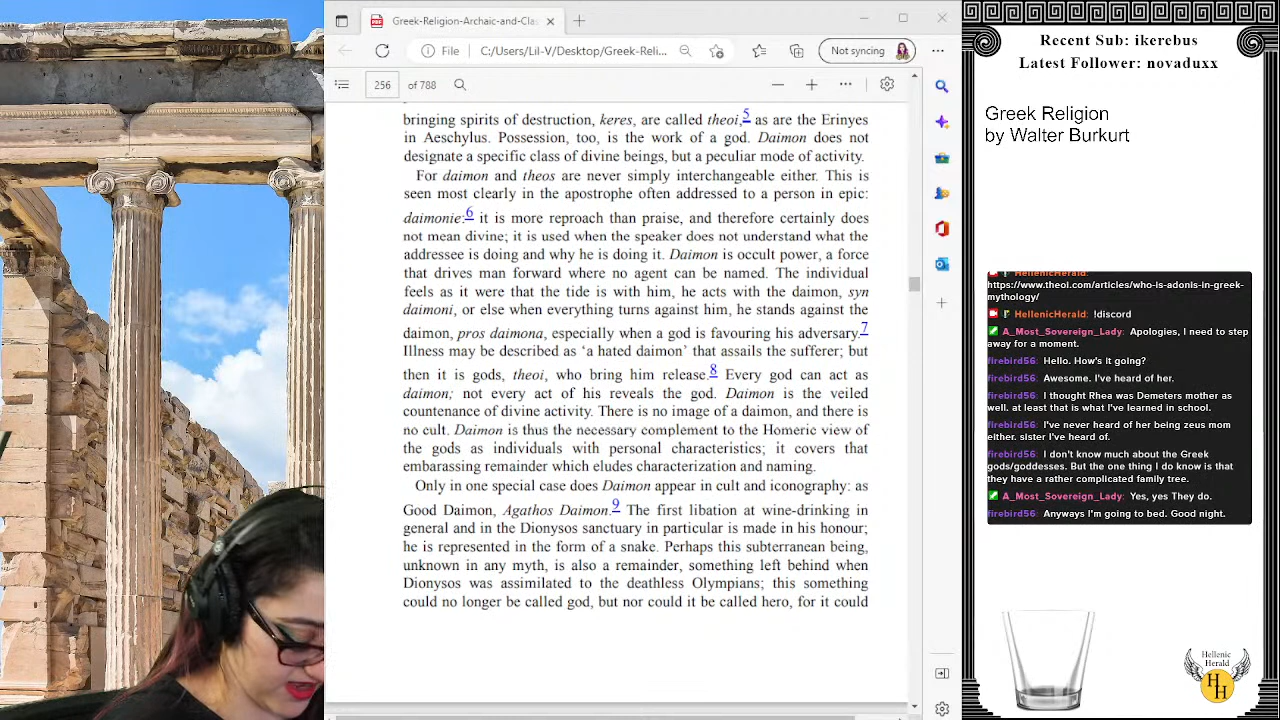 Greek-Religion-Archaic-and-Clas
File
C:/Users/Lil-V/Desktop/Greek-Reli...
Not syncing
256 of 788
bringing spirits of destruction, keres, are called theoi,5 as are the Erinyes
in Aeschylus. Possession, too, is the work of a god. Daimon does not
designate a specific class of divine beings, but a peculiar mode of activity.
For daimon and theos are never simply interchangeable either. This is
seen most clearly in the apostrophe often addressed to a person in epic:
daimonie:6 it is more reproach than praise, and therefore certainly does
not mean divine; it is used when the speaker does not understand what the
addressee is doing and why he is doing it. Daimon is occult power, a force
that drives man forward where no agent can be named. The individual
feels as it were that the tide is with him, he acts with the daimon, syn
daimoni, or else when everything turns against him, he stands against the
daimon, pros daimona, especially when a god is favouring his adversary.7
Illness may be described as ‘a hated daimon’ that assails the sufferer; but
then it is gods, theoi, who bring him release.8 Every god can act as
daimon; not every act of his reveals the god. Daimon is the veiled
countenance of divine activity. There is no image of a daimon, and there is
no cult. Daimon is thus the necessary complement to the Homeric view of
the gods as individuals with personal characteristics; it covers that
embarassing remainder which eludes characterization and naming.
Only in one special case does Daimon appear in cult and iconography: as
Good Daimon, Agathos Daimon.9 The first libation at wine-drinking in
general and in the Dionysos sanctuary in particular is made in his honour;
he is represented in the form of a snake. Perhaps this subterranean being,
unknown in any myth, is also a remainder, something left behind when
Dionysos was assimilated to the deathless Olympians; this something
could no longer be called god, but nor could it be called hero, for it could
Recent Sub: ikerebus
Latest Follower: novaduxx
Greek Religion
by Walter Burkurt
HellenicHerald:
https://www.theoi.com/articles/who-is-adonis-in-greek-
mythology/
HellenicHerald: !discord
A_Most_Sovereign_Lady: Apologies, I need to step
away for a moment.
firebird56: Hello. How's it going?
firebird56: Awesome. I've heard of her.
firebird56: I thought Rhea was Demeters mother as
well. at least that is what I've learned in school.
firebird56: I've never heard of her being zeus mom
either. sister I've heard of.
firebird56: I don't know much about the Greek
gods/goddesses. But the one thing I do know is that
they have a rather complicated family tree.
A_Most_Sovereign_Lady: Yes, yes They do.
firebird56: Anyways I'm going to bed. Good night.
Hellenic
Herald
HH